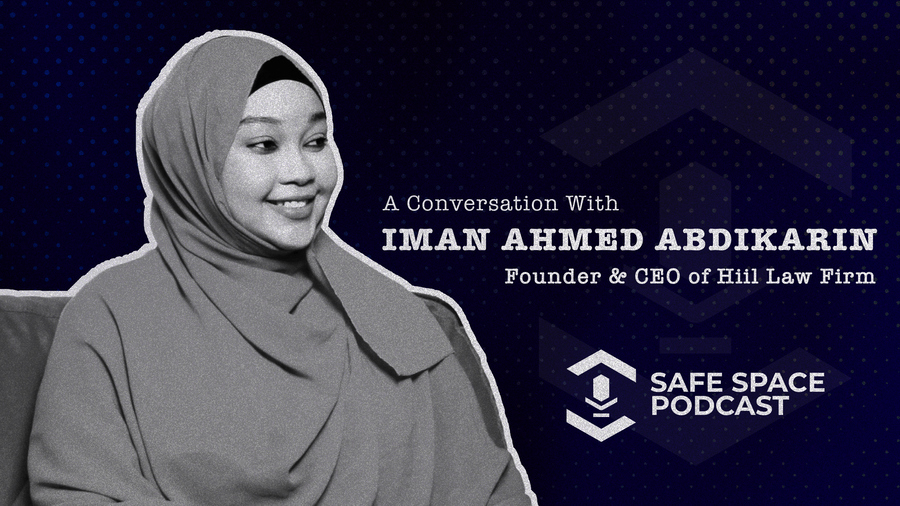 A Conversation With
IMAN AHMED ABDIKARIN
Founder & CEO of Hiil Law Firm
SAFE SPACE
PODCAST